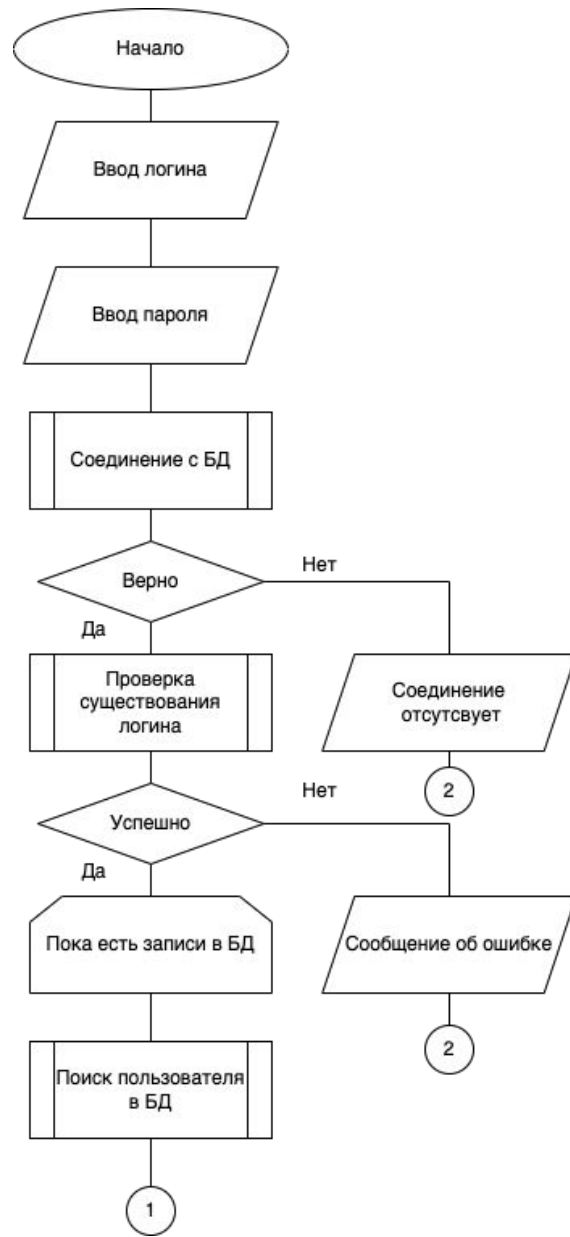 Начало
Ввод логина
Ввод пароля
Соединение с БД
Верно
Нет
Да
Проверка
существования
логина
Соединение
отсутсвует
2
Успешно
Нет
Да
Пока есть записи в БД
Сообщение об ошибке
2
Поиск пользователя
в БД
1